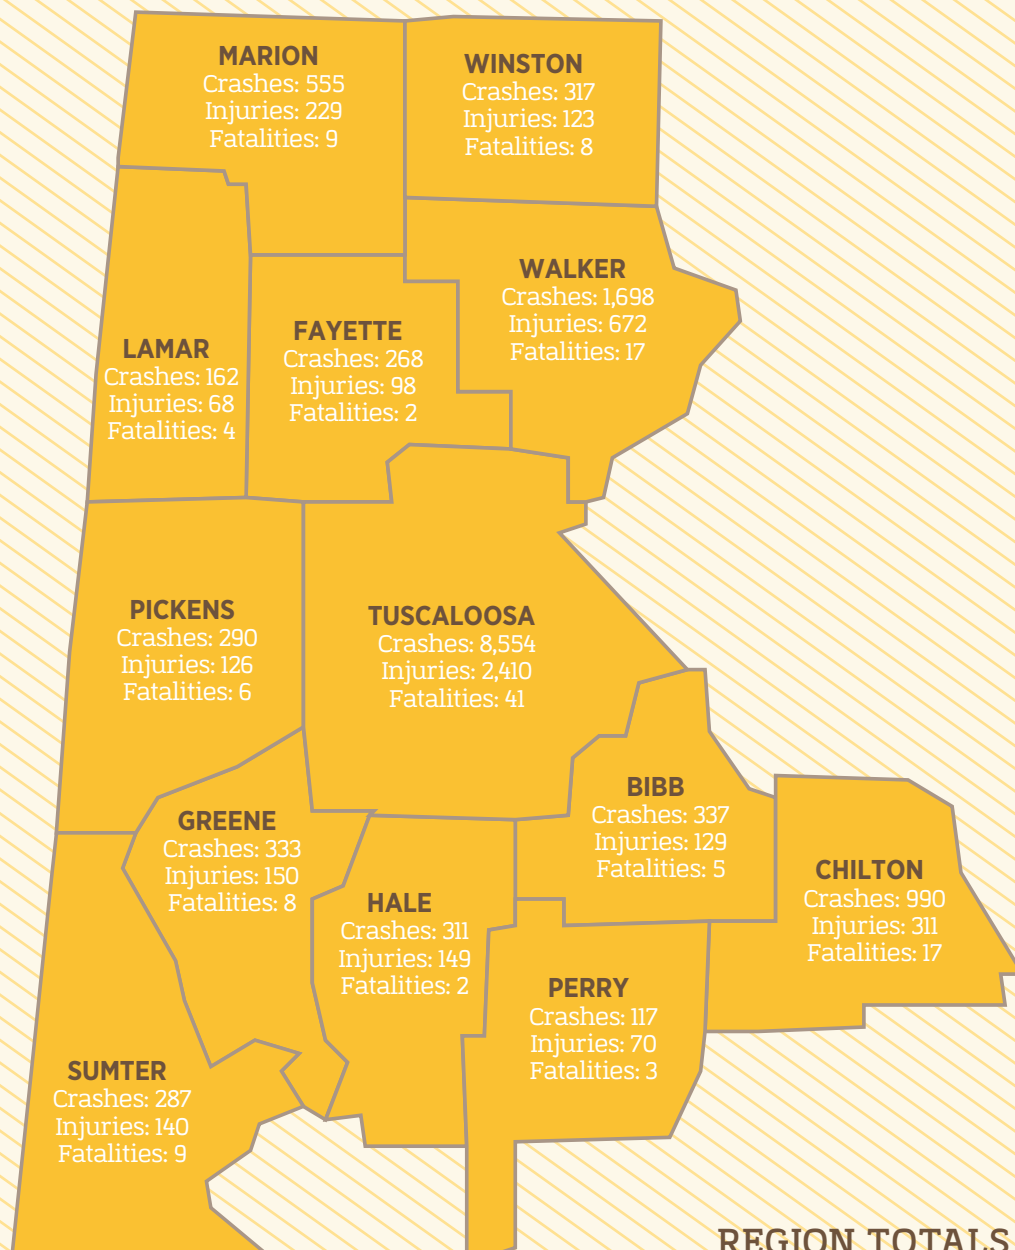 MARION
Crashes: 555
Injuries: 229
Fatalities: 9
WINSTON
Crashes: 317
Injuries: 123
Fatalities: 8
WALKER
Crashes: 1,698
Injuries: 672
Fatalities: 17
FAYETTE
Crashes: 268
Injuries: 98
Fatalities: 2
LAMAR
Crashes: 162
Injuries: 68
Fatalities: 4
PICKENS
Crashes: 290
Injuries: 126
Fatalities: 6
TUSCALOOSA
Crashes: 8,554
Injuries: 2,410
Fatalities: 41
BIBB
Crashes: 337
Injuries: 129
Fatalities: 5
GREENE
Crashes: 333
Injuries: 150
Fatalities: 8
CHILTON
Crashes: 990
Injuries: 311
Fatalities: 17
HALE
Crashes: 311
Injuries: 149
Fatalities: 2
PERRY
Crashes: 117
Injuries: 70
Fatalities: 3
SUMTER
Crashes: 287
Injuries: 140
Fatalities: 9
REGION TOTALS